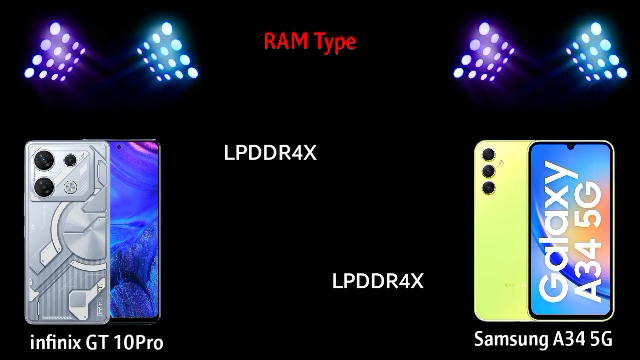 RAM Type
LPDDR4X
LPDDR4X
Galaxy
A34 5G
infinix GT 10Pro
Samsung A34 5G